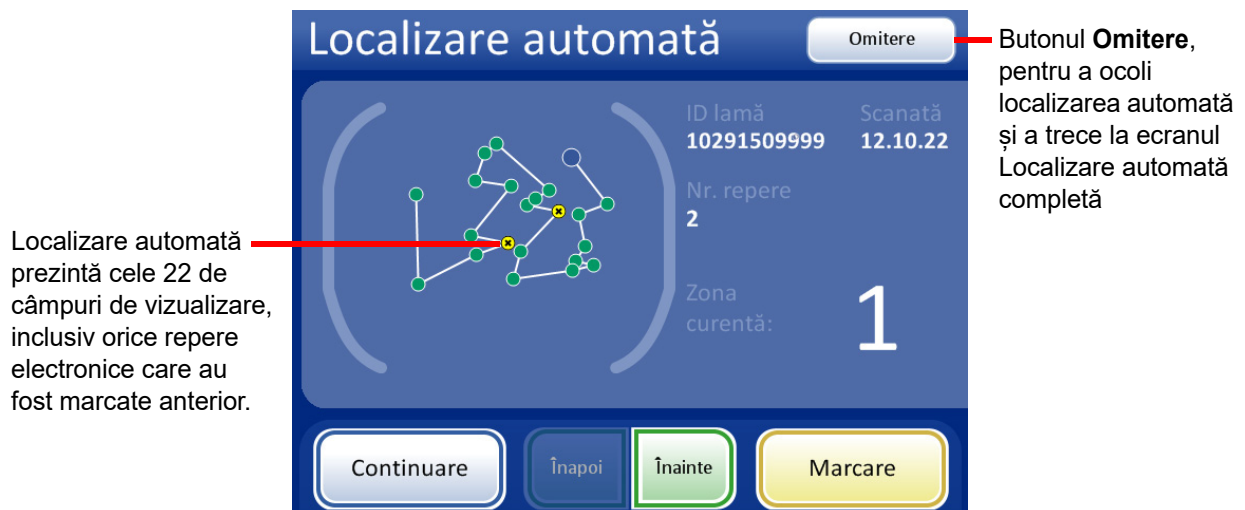 Localizare automată
Omitere
Butonul Omitere,
pentru a ocoli
localizarea automată
și a trece la ecranul
Localizare automată
completă
Localizare automată
prezintă cele 22 de
câmpuri de vizualizare,
inclusiv orice repere
electronice care au
fost marcate anterior.
ID lamă
10291509999
Scanată
12.10.22
Nr. repere
2
Zona
curentă:
1
Continuare
Înapoi
Înainte
Marcare